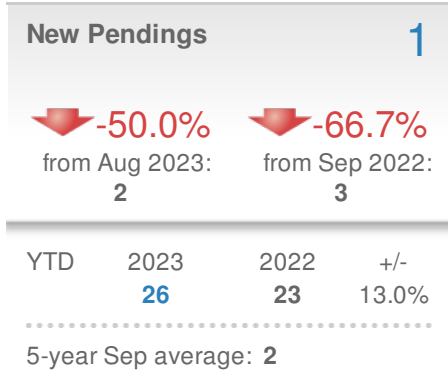 New Pendings 1
-50.0% -66.7%
from Aug 2023: from Sep 2022:
2 3
YTD 2023 2022 +/-
26 23 13.0%
5-year Sep average: 2